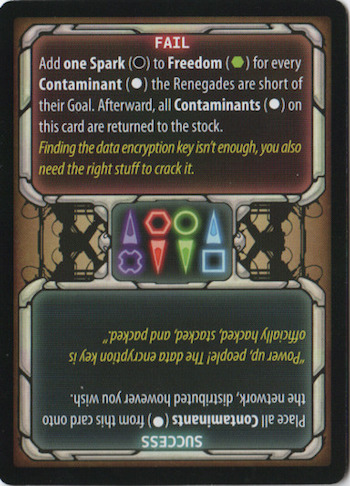 FAIL
Add one Spark (○) to Freedom (⬢) for every
Contaminant (●) the Renegades are short of
their Goal. Afterward, all Contaminants (●) on
this card are returned to the stock.
Finding the data encryption key isn't enough, you also
need the right stuff to crack it.
SUCCESS
Place all Contaminants (●) from this card onto
the network, distributed however you wish.
"Power up, people! The data encryption key is
officially hacked, stacked, and packed."